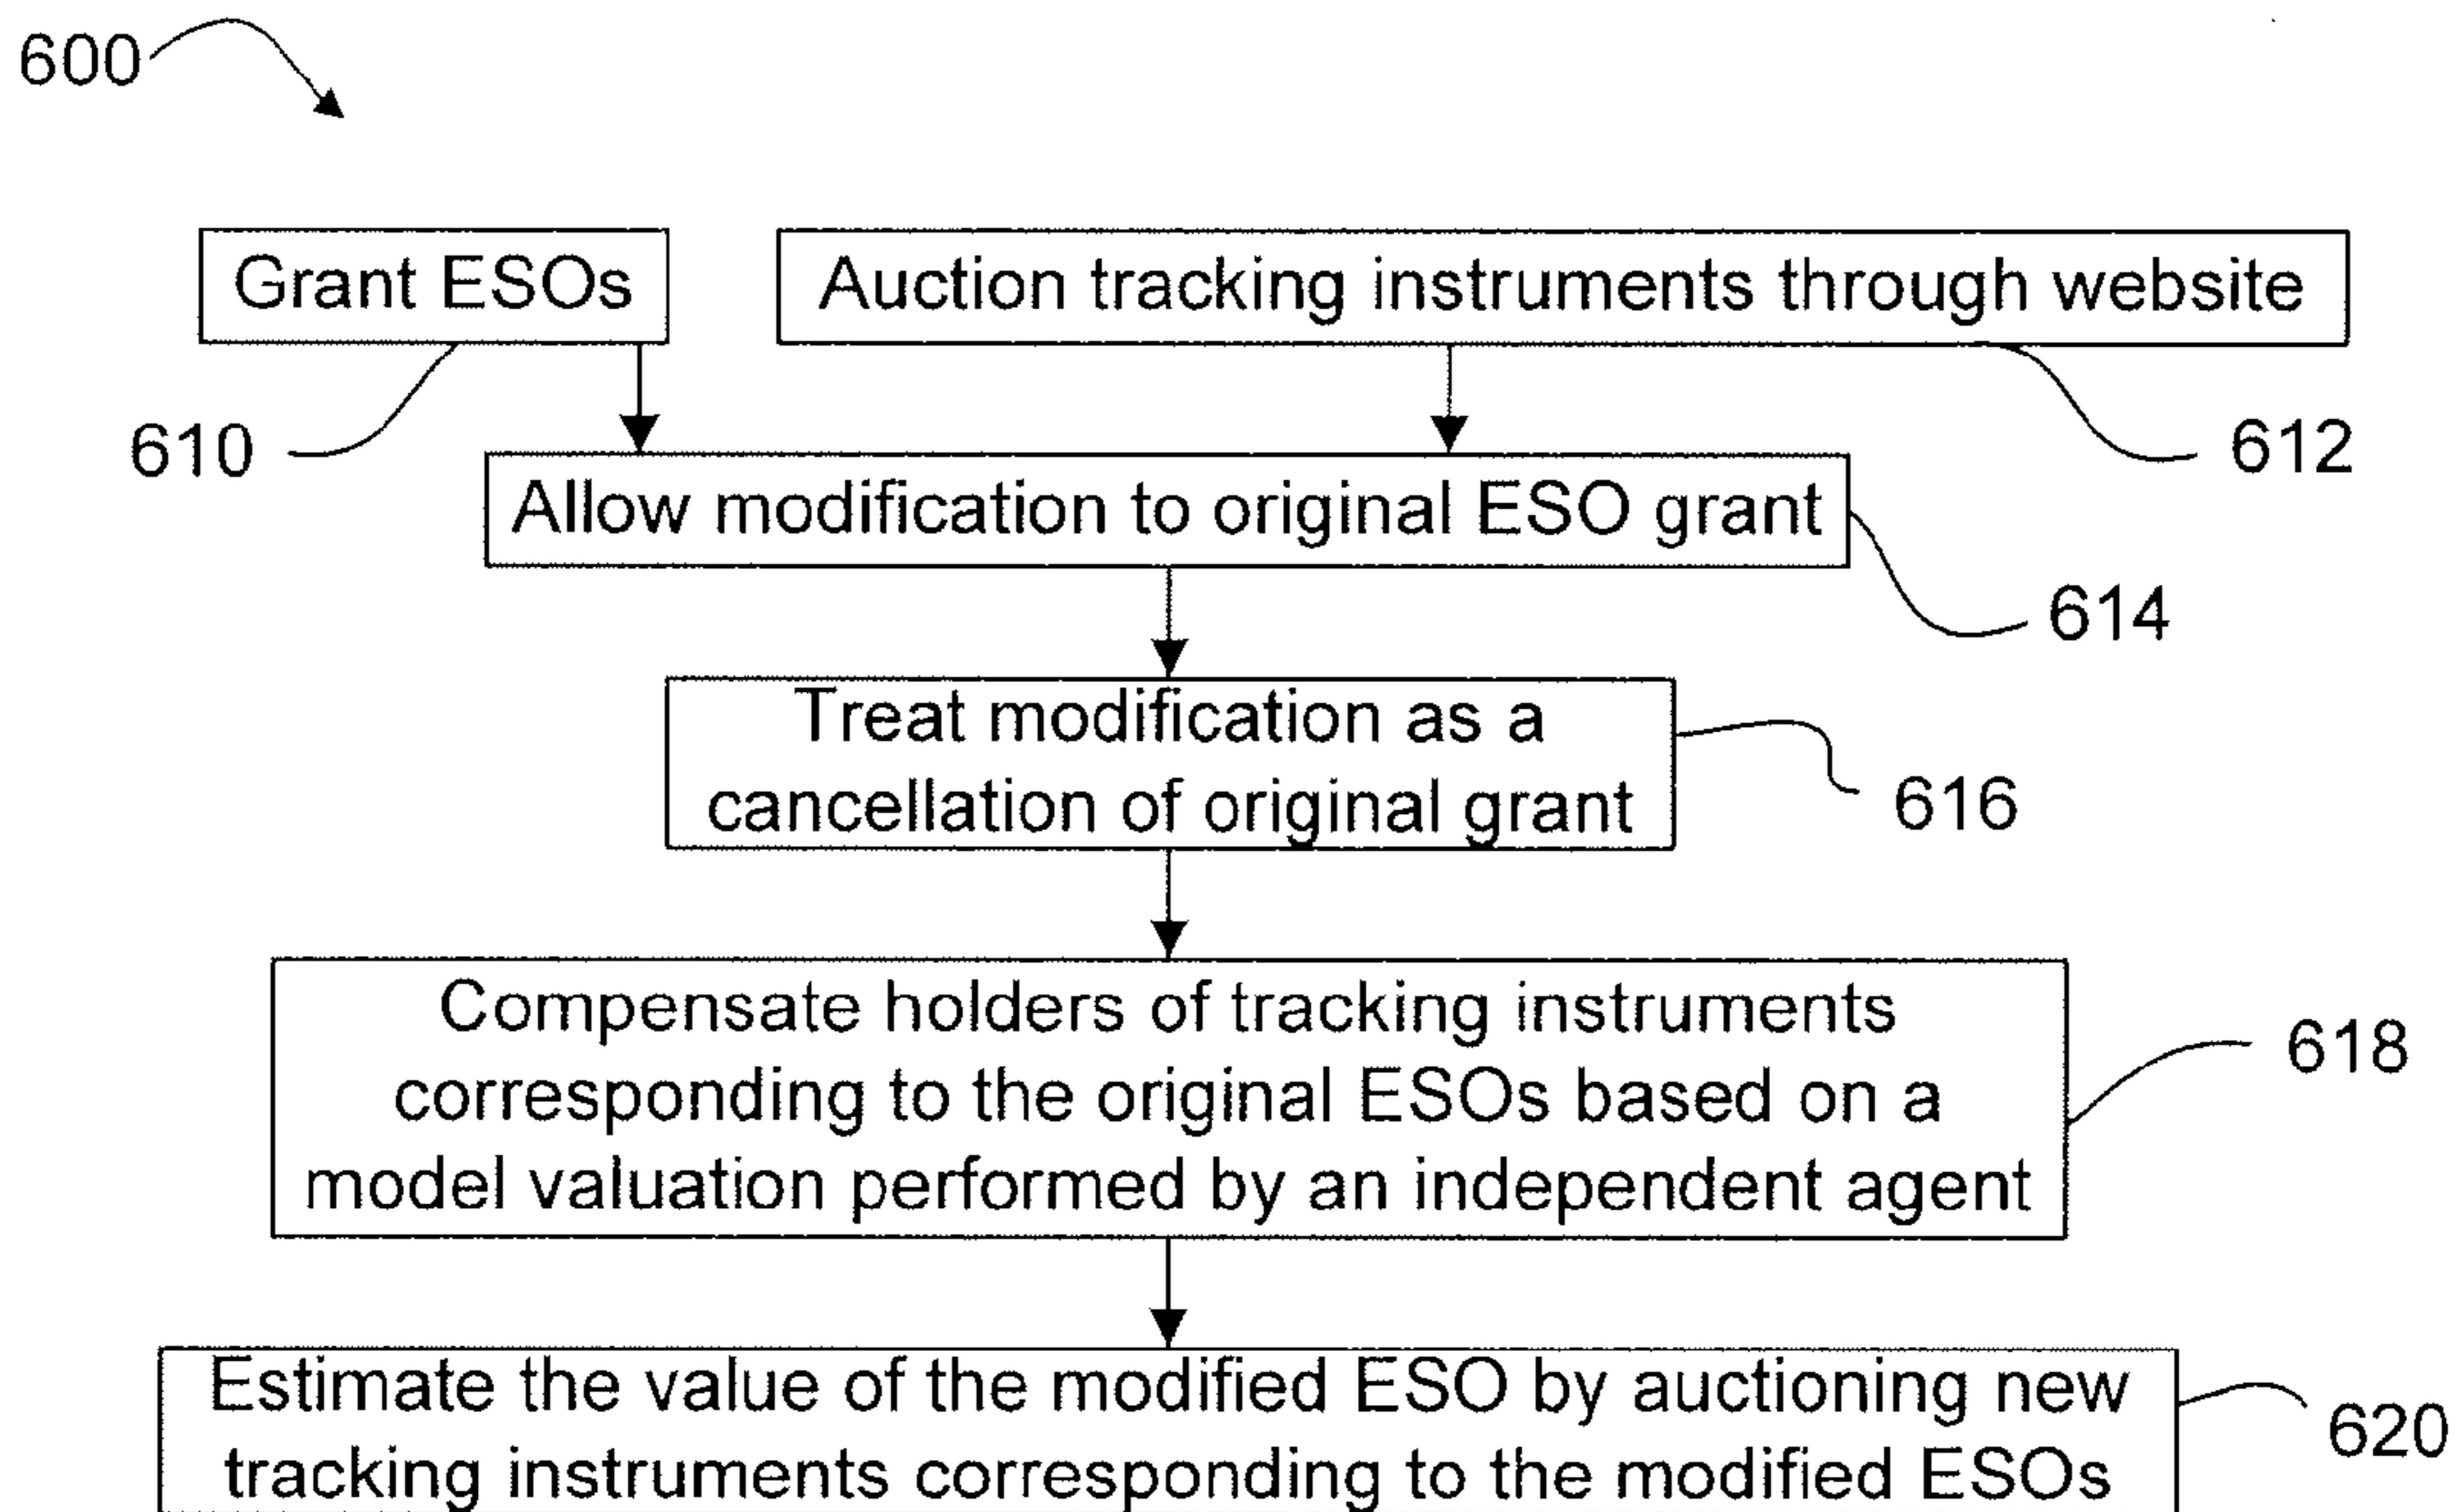 600
Grant ESOs
Auction tracking instruments through website
610
612
Allow modification to original ESO grant
614
Treat modification as a
cancellation of original grant
616
Compensate holders of tracking instruments
corresponding to the original ESOs based on a
model valuation performed by an independent agent
618
Estimate the value of the modified ESO by auctioning new
tracking instruments corresponding to the modified ESOs
620